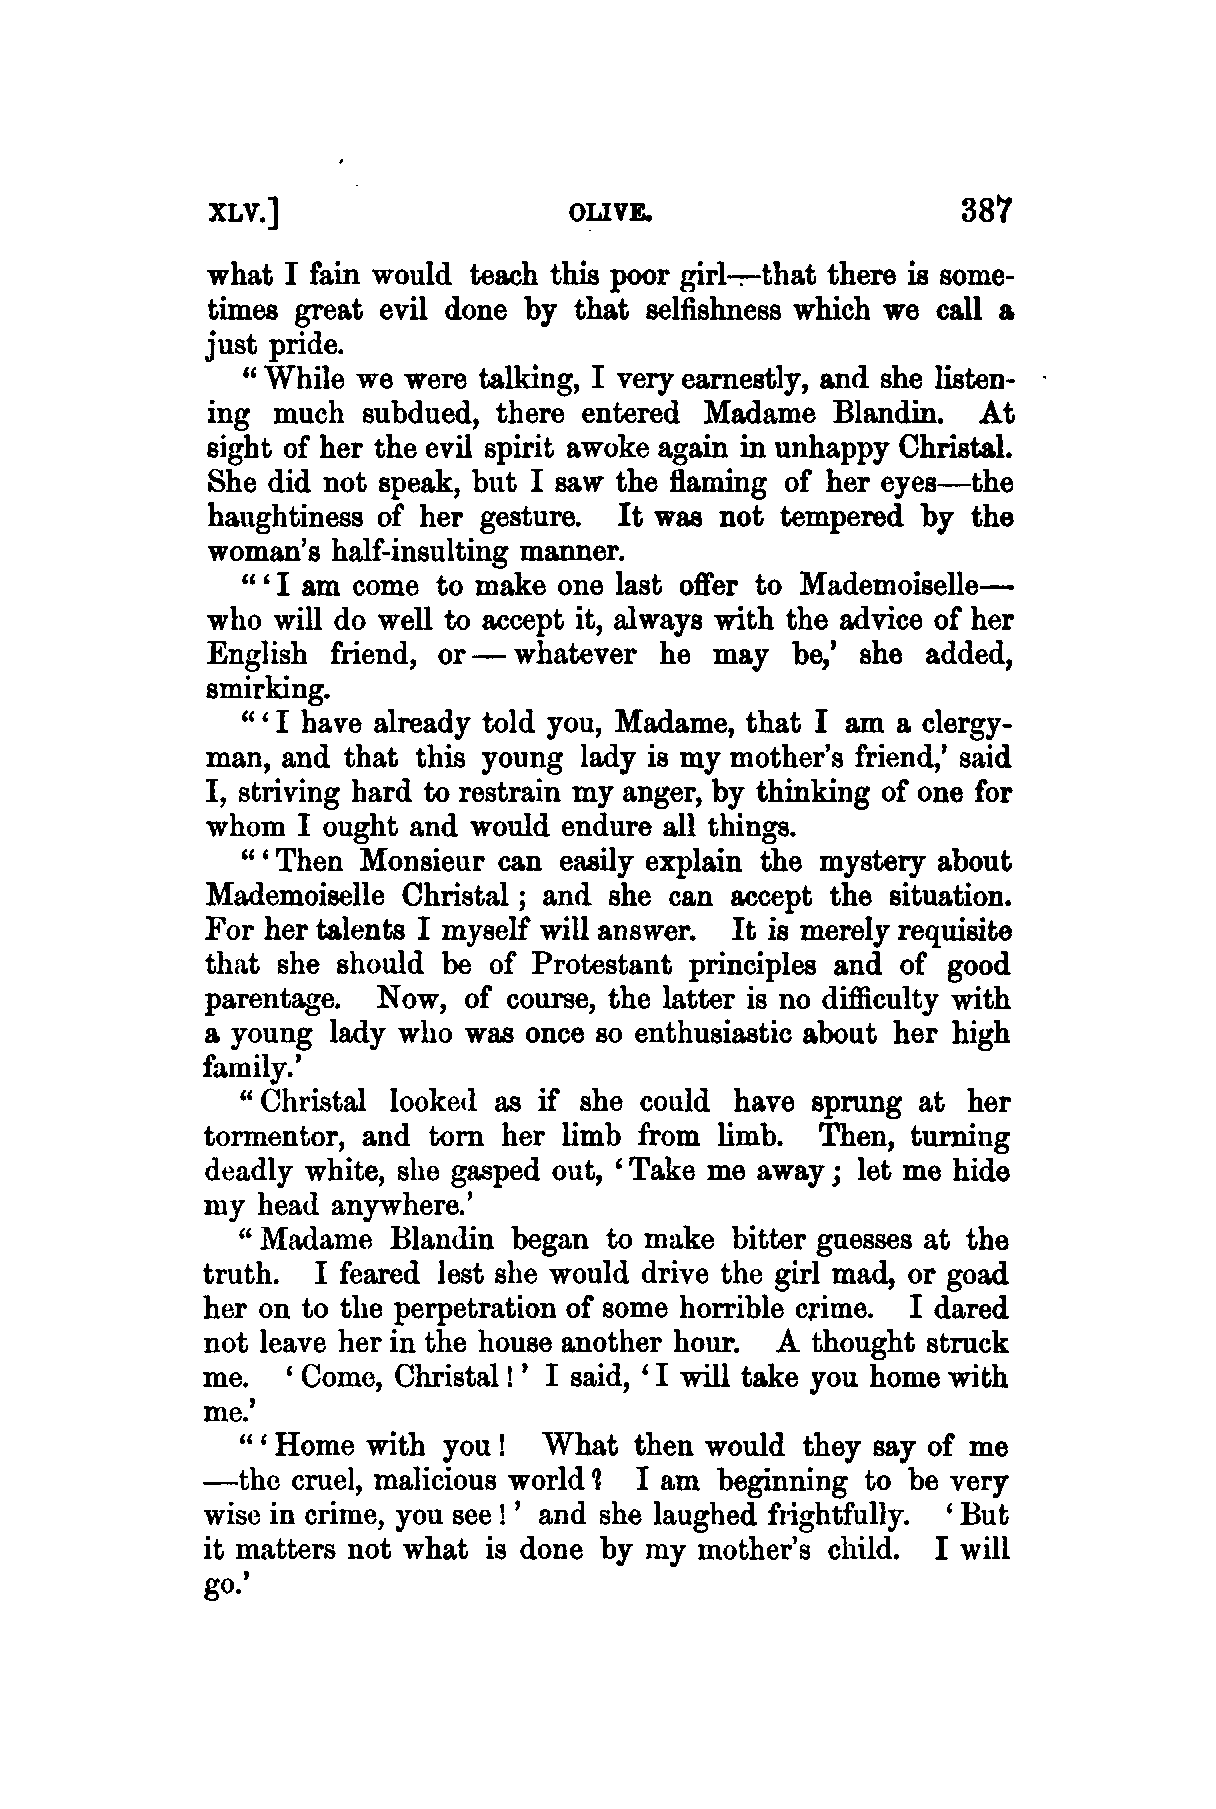 XLV.] OLIVE. 387
what I fain would teach this poor girl—that there is some-
times great evil done by that selfishness which we call a
just pride.
“While we were talking, I very earnestly, and she listen-
ing much subdued, there entered Madame Blandin. At
sight of her the evil spirit awoke again in unhappy Christal.
She did not speak, but I saw the flaming of her eyes—the
haughtiness of her gesture. It was not tempered by the
woman’s half-insulting manner.
“‘I am come to make one last offer to Mademoiselle—
who will do well to accept it, always with the advice of her
English friend, or—whatever he may be,’ she added,
smirking.
“‘I have already told you, Madame, that I am a clergy-
man, and that this young lady is my mother’s friend,’ said
I, striving hard to restrain my anger, by thinking of one for
whom I ought and would endure all things.
“‘Then Monsieur can easily explain the mystery about
Mademoiselle Christal; and she can accept the situation.
For her talents I myself will answer. It is merely requisite
that she should be of Protestant principles and of good
parentage. Now, of course, the latter is no difficulty with
a young lady who was once so enthusiastic about her high
family.’
“Christal looked as if she could have sprung at her
tormentor, and torn her limb from limb. Then, turning
deadly white, she gasped out, ‘Take me away; let me hide
my head anywhere.’
“Madame Blandin began to make bitter guesses at the
truth. I feared lest she would drive the girl mad, or goad
her on to the perpetration of some horrible crime. I dared
not leave her in the house another hour. A thought struck
me. ‘Come, Christal!’ I said, ‘I will take you home with
me.’
“‘Home with you! What then would they say of me
—the cruel, malicious world? I am beginning to be very
wise in crime, you see!’ and she laughed frightfully. ‘But
it matters not what is done by my mother’s child. I will
go.’